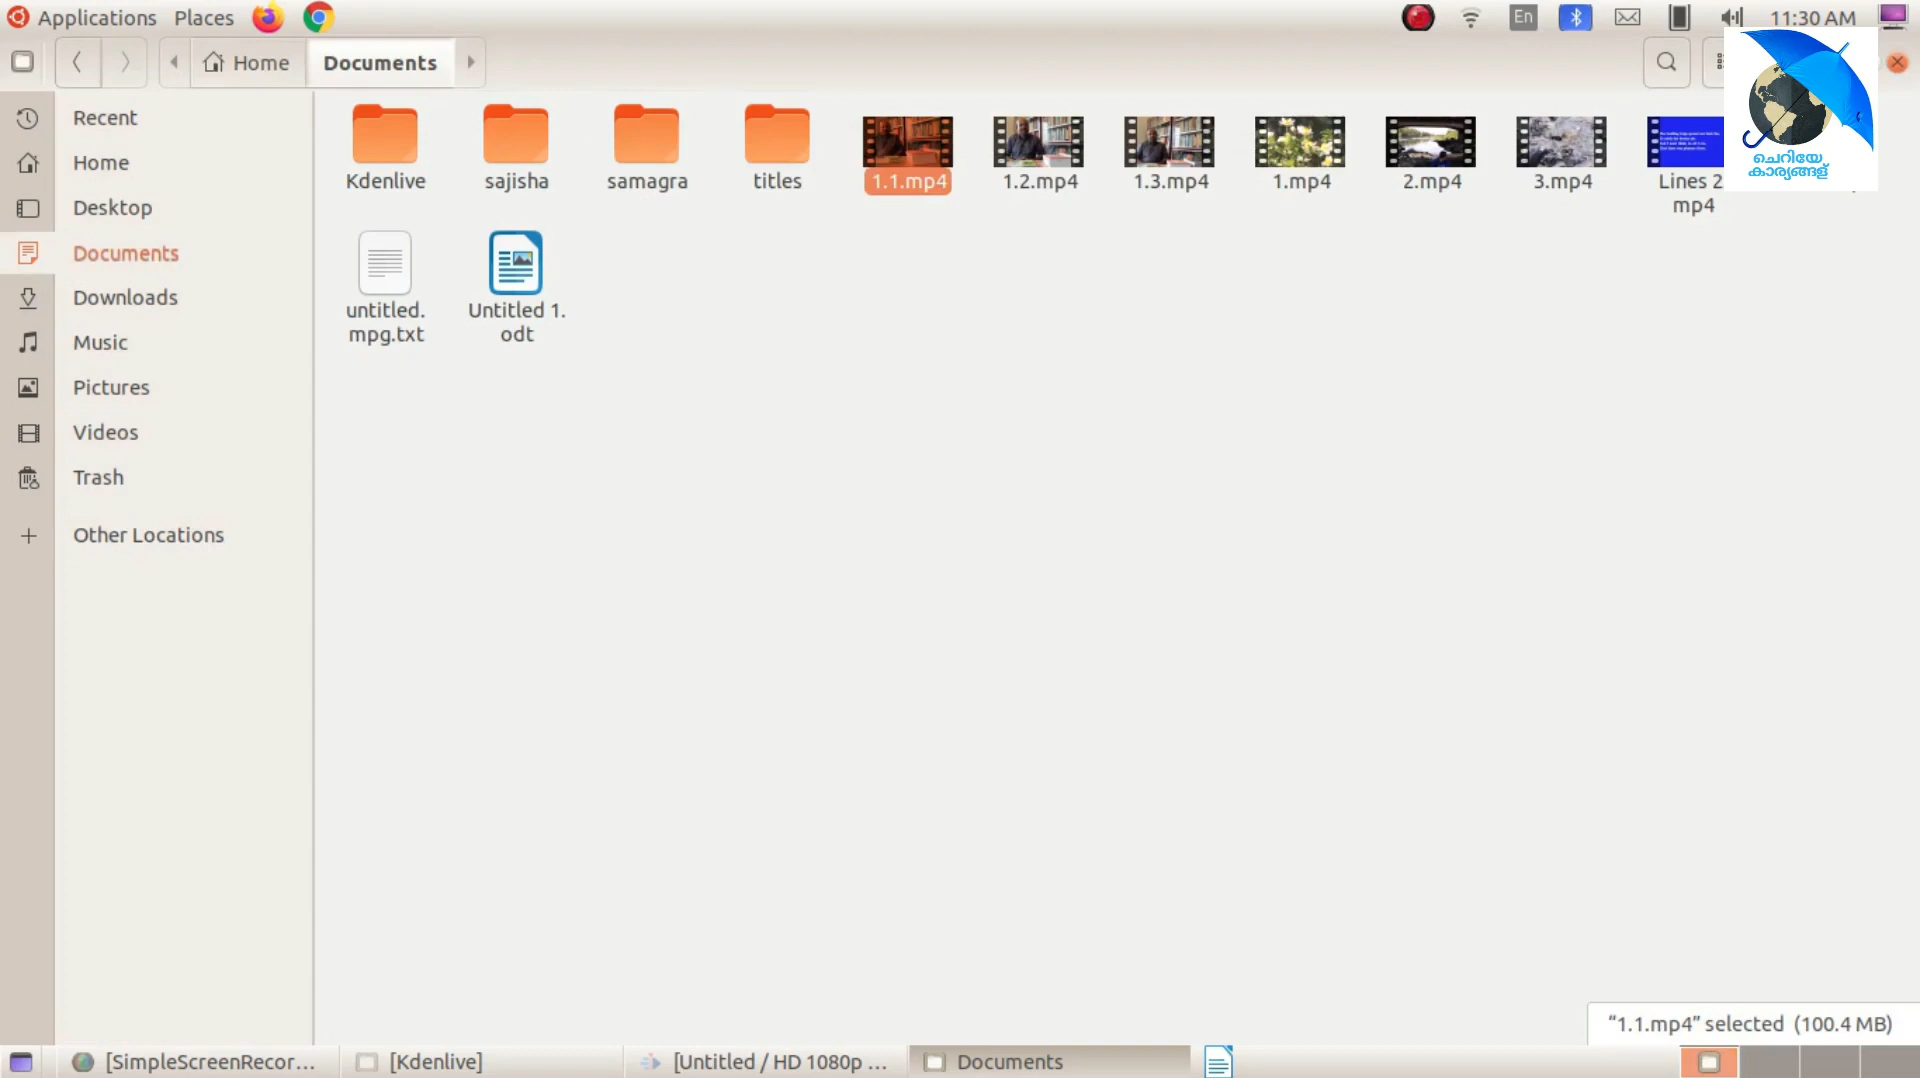 Applications Places En 11:30 AM
Home Documents
ചെറിയേ
കാര്യങ്ങള്
Recent
Home
Desktop
Documents
Downloads
Music
Pictures
Videos
Trash
Other Locations
Kdenlive sajisha samagra titles 1.1.mp4 1.2.mp4 1.3.mp4 1.mp4 2.mp4 3.mp4 Lines 2
mp4
untitled. Untitled 1.
mpg.txt odt
“1.1.mp4” selected (100.4 MB)
[SimpleScreenRecor... [Kdenlive] [Untitled / HD 1080p ... Documents